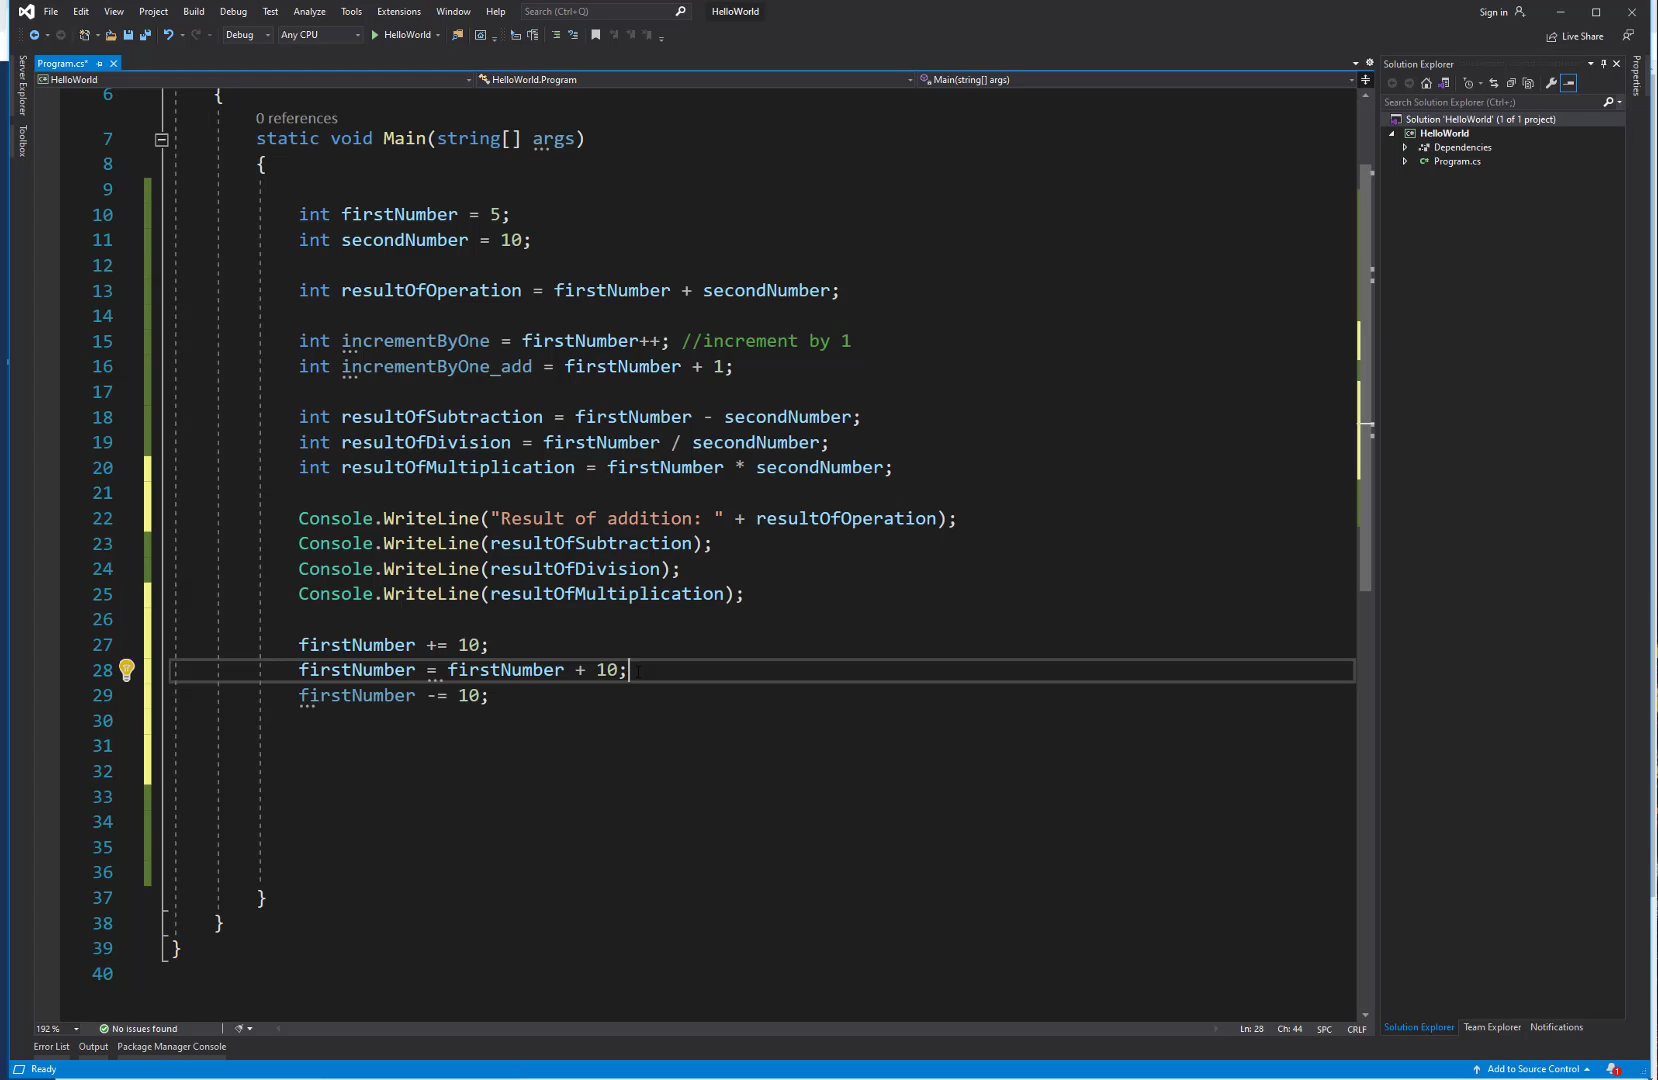 File Edit View Project Build Debug Test Analyze Tools Extensions Window Help Search (Ctrl+Q) HelloWorld Sign in
Debug Any CPU HelloWorld Live Share
Program.cs*
HelloWorld HelloWorld.Program Main(string[] args)
Server Explorer
Toolbox
6 {
0 references
7 static void Main(string[] args)
8 {
9
10 int firstNumber = 5;
11 int secondNumber = 10;
12
13 int resultOfOperation = firstNumber + secondNumber;
14
15 int incrementByOne = firstNumber++; //increment by 1
16 int incrementByOne_add = firstNumber + 1;
17
18 int resultOfSubtraction = firstNumber - secondNumber;
19 int resultOfDivision = firstNumber / secondNumber;
20 int resultOfMultiplication = firstNumber * secondNumber;
21
22 Console.WriteLine("Result of addition: " + resultOfOperation);
23 Console.WriteLine(resultOfSubtraction);
24 Console.WriteLine(resultOfDivision);
25 Console.WriteLine(resultOfMultiplication);
26
27 firstNumber += 10;
28 firstNumber = firstNumber + 10;
29 firstNumber -= 10;
30
31
32
33
34
35
36
37 }
38 }
39 }
40
192 % No issues found Ln: 28 Ch: 44 SPC CRLF
Error List Output Package Manager Console
Ready Add to Source Control 1
Solution Explorer
Search Solution Explorer (Ctrl+;)
Solution 'HelloWorld' (1 of 1 project)
HelloWorld
Dependencies
C# Program.cs
Solution Explorer Team Explorer Notifications
Properties